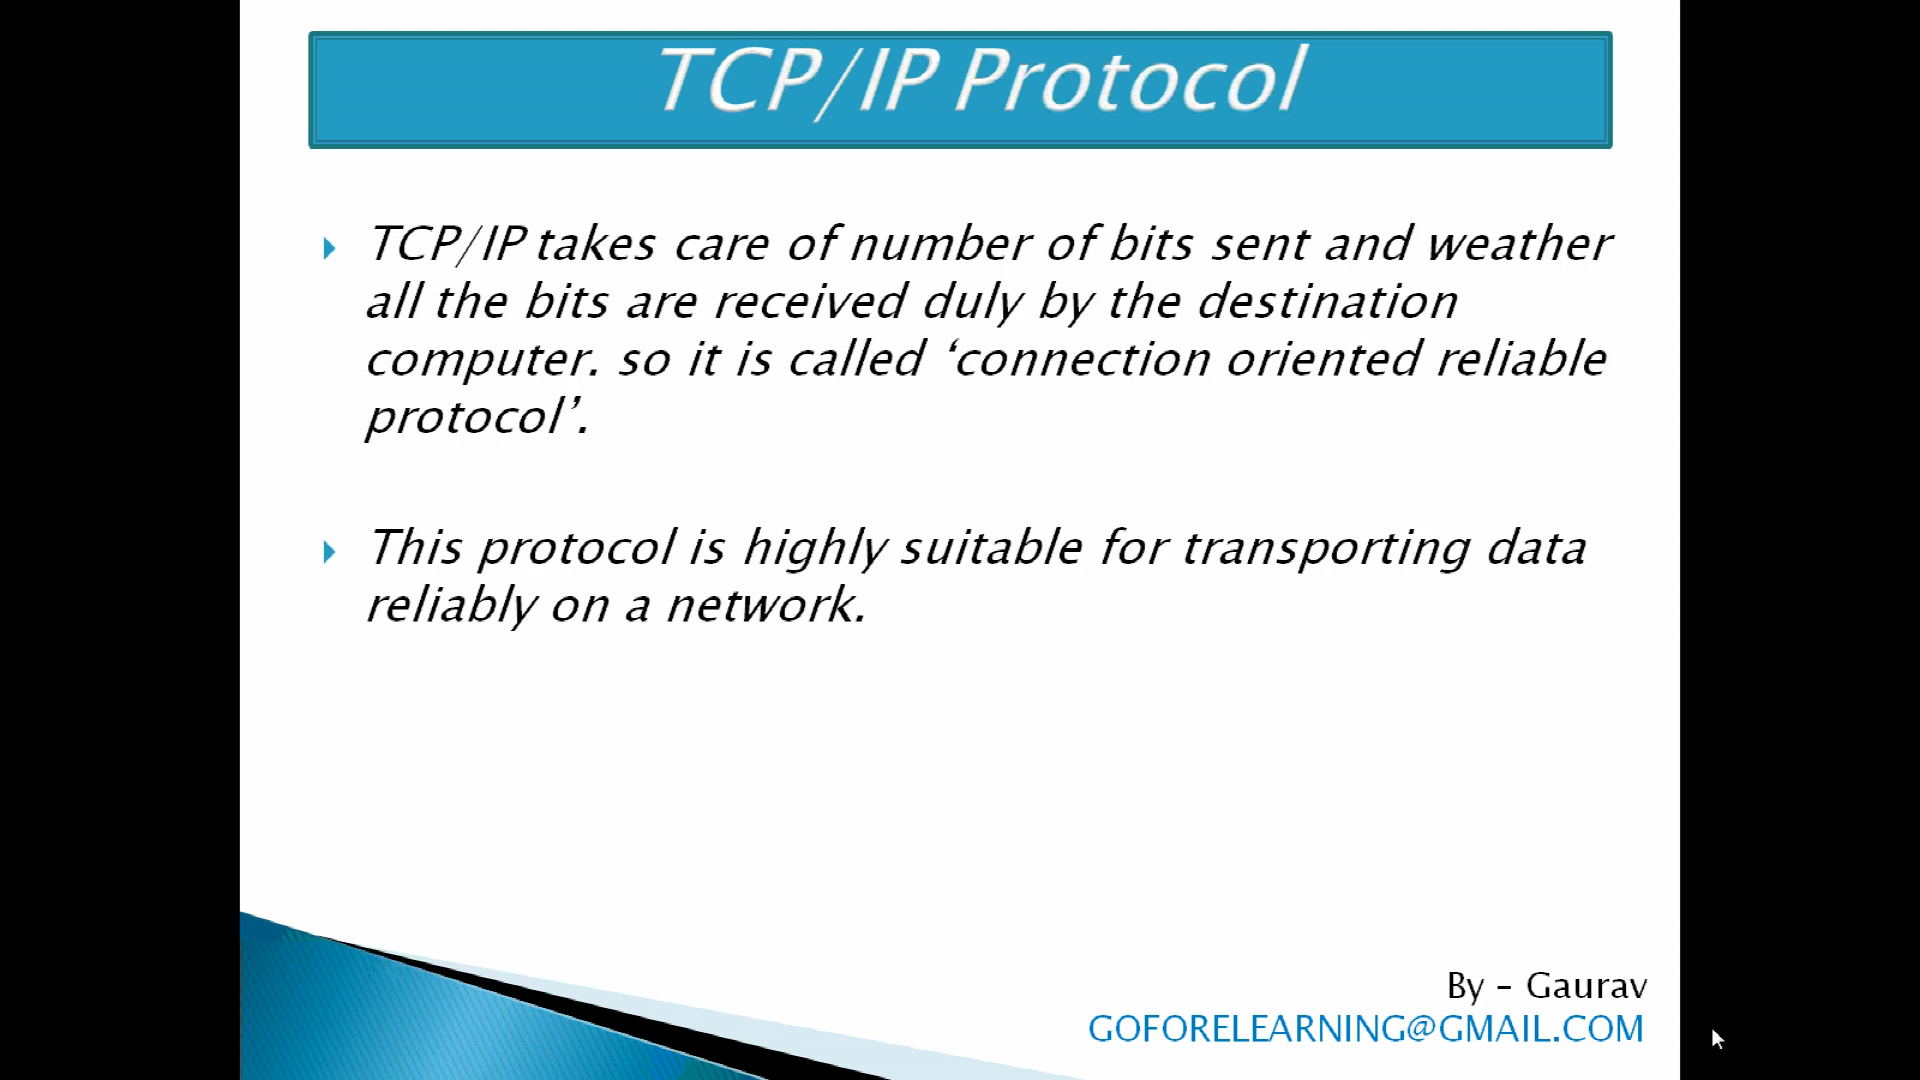 TCP/IP Protocol
TCP/IP takes care of number of bits sent and weather
all the bits are received duly by the destination
computer. so it is called ‘connection oriented reliable
protocol’.
This protocol is highly suitable for transporting data
reliably on a network.
By – Gaurav
GOFORELEARNING@GMAIL.COM